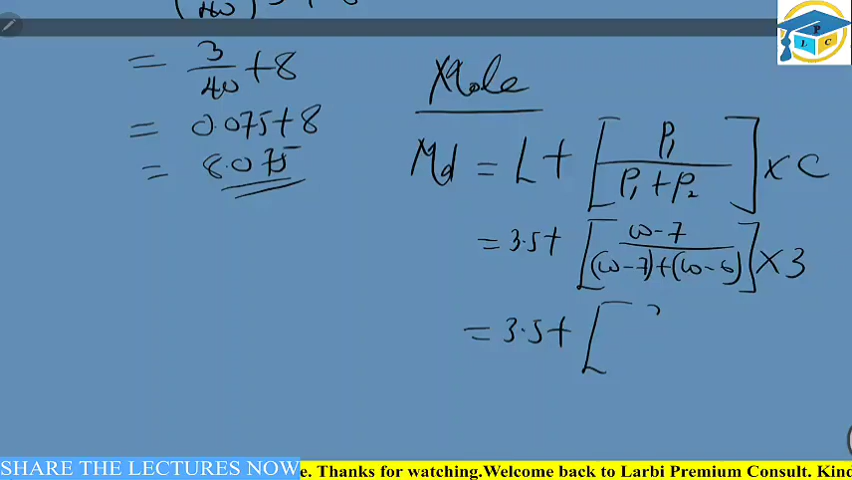 = 3/40 + 8
= 0.075 + 8
= 8.075
Mode
Md = L + [P₁ / (P₁ + P₂)] × C
= 3.5 + [10-7 / (10-7) + (10-6)] × 3
= 3.5 + [
P
L C
SHARE THE LECTURES NOW e. Thanks for watching.Welcome back to Larbi Premium Consult. Kind